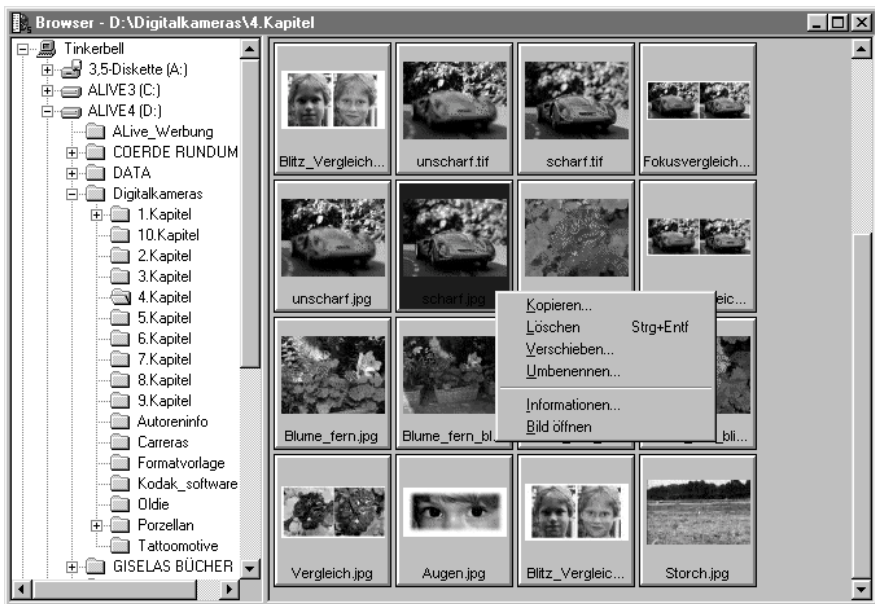 Browser - D:\Digitalkameras\4.Kapitel
Tinkerbell
3,5-Diskette (A:)
ALIVE3 (C:)
ALIVE4 (D:)
ALive_Werbung
COERDE RUNDUM
DATA
Digitalkameras
1.Kapitel
10.Kapitel
2.Kapitel
3.Kapitel
4.Kapitel
5.Kapitel
6.Kapitel
7.Kapitel
8.Kapitel
9.Kapitel
Autoreninfo
Carreras
Formatvorlage
Kodak_software
Oldie
Porzellan
Tattoomotive
GISELAS BÜCHER
Blitz_Vergleich...
unscharf.tif
scharf.tif
Fokusvergleich...
unscharf.jpg
scharf.jpg
eic...
Kopieren...
Löschen Strg+Entf
Verschieben...
Umbenennen...
Informationen...
Bild öffnen
Blume_fern.jpg
Blume_fern_bl...
_bli...
Vergleich.jpg
Augen.jpg
Blitz_Vergleic...
Storch.jpg